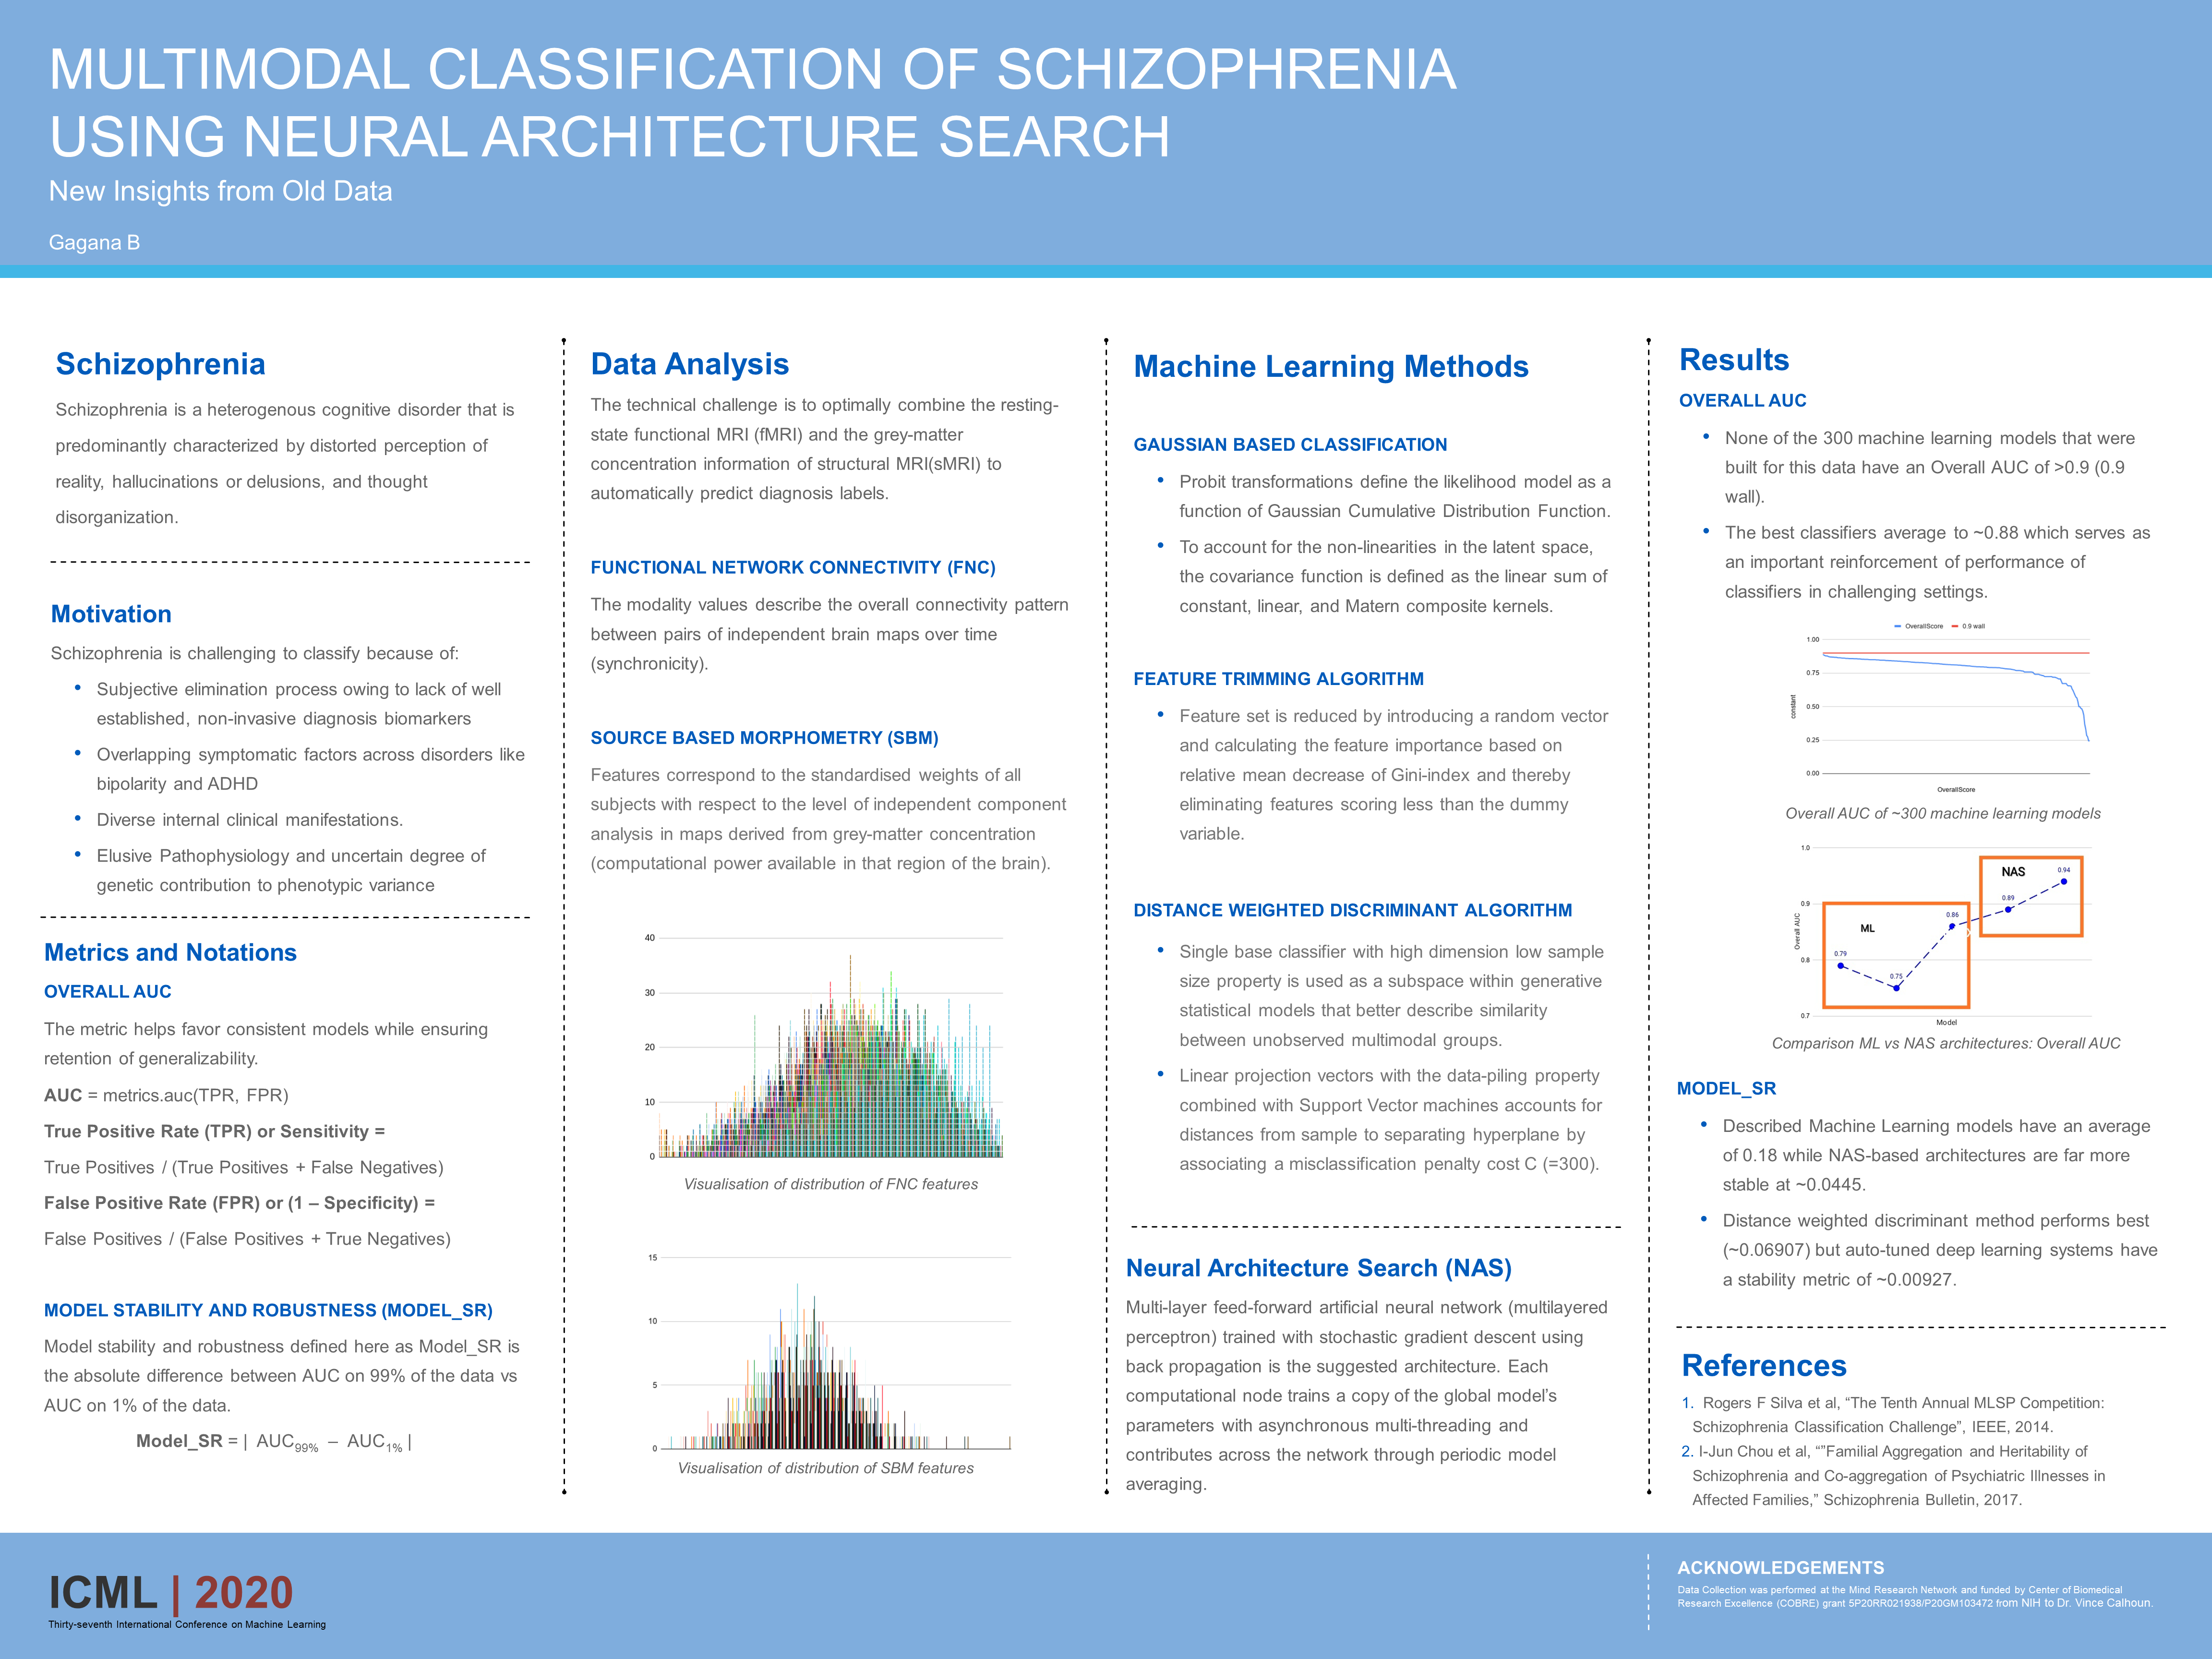 MULTIMODAL CLASSIFICATION OF SCHIZOPHRENIA
USING NEURAL ARCHITECTURE SEARCH
New Insights from Old Data
Gagana B
Schizophrenia
Schizophrenia is a heterogenous cognitive disorder that is
predominantly characterized by distorted perception of
reality, hallucinations or delusions, and thought
disorganization.
Motivation
Schizophrenia is challenging to classify because of:
• Subjective elimination process owing to lack of well
established, non-invasive diagnosis biomarkers
• Overlapping symptomatic factors across disorders like
bipolarity and ADHD
• Diverse internal clinical manifestations.
• Elusive Pathophysiology and uncertain degree of
genetic contribution to phenotypic variance
Metrics and Notations
OVERALL AUC
The metric helps favor consistent models while ensuring
retention of generalizability.
AUC = metrics.auc(TPR, FPR)
True Positive Rate (TPR) or Sensitivity =
True Positives / (True Positives + False Negatives)
False Positive Rate (FPR) or (1 – Specificity) =
False Positives / (False Positives + True Negatives)
MODEL STABILITY AND ROBUSTNESS (MODEL_SR)
Model stability and robustness defined here as Model_SR is
the absolute difference between AUC on 99% of the data vs
AUC on 1% of the data.
Model_SR = | AUC99% – AUC1% |
Data Analysis
The technical challenge is to optimally combine the resting-
state functional MRI (fMRI) and the grey-matter
concentration information of structural MRI(sMRI) to
automatically predict diagnosis labels.
FUNCTIONAL NETWORK CONNECTIVITY (FNC)
The modality values describe the overall connectivity pattern
between pairs of independent brain maps over time
(synchronicity).
SOURCE BASED MORPHOMETRY (SBM)
Features correspond to the standardised weights of all
subjects with respect to the level of independent component
analysis in maps derived from grey-matter concentration
(computational power available in that region of the brain).
40
30
20
10
0
Visualisation of distribution of FNC features
15
10
5
0
Visualisation of distribution of SBM features
Machine Learning Methods
GAUSSIAN BASED CLASSIFICATION
• Probit transformations define the likelihood model as a
function of Gaussian Cumulative Distribution Function.
• To account for the non-linearities in the latent space,
the covariance function is defined as the linear sum of
constant, linear, and Matern composite kernels.
FEATURE TRIMMING ALGORITHM
• Feature set is reduced by introducing a random vector
and calculating the feature importance based on
relative mean decrease of Gini-index and thereby
eliminating features scoring less than the dummy
variable.
DISTANCE WEIGHTED DISCRIMINANT ALGORITHM
• Single base classifier with high dimension low sample
size property is used as a subspace within generative
statistical models that better describe similarity
between unobserved multimodal groups.
• Linear projection vectors with the data-piling property
combined with Support Vector machines accounts for
distances from sample to separating hyperplane by
associating a misclassification penalty cost C (=300).
Neural Architecture Search (NAS)
Multi-layer feed-forward artificial neural network (multilayered
perceptron) trained with stochastic gradient descent using
back propagation is the suggested architecture. Each
computational node trains a copy of the global model's
parameters with asynchronous multi-threading and
contributes across the network through periodic model
averaging.
Results
OVERALL AUC
• None of the 300 machine learning models that were
built for this data have an Overall AUC of >0.9 (0.9
wall).
• The best classifiers average to ~0.88 which serves as
an important reinforcement of performance of
classifiers in challenging settings.
OverallScore 0.9 wall
1.00
0.75
0.50
0.25
0.00
constant
OverallScore
Overall AUC of ~300 machine learning models
1.0
0.9
0.8
0.7
Overall AUC
ML
NAS
0.79
0.75
0.86
0.89
0.94
Model
Comparison ML vs NAS architectures: Overall AUC
MODEL_SR
• Described Machine Learning models have an average
of 0.18 while NAS-based architectures are far more
stable at ~0.0445.
• Distance weighted discriminant method performs best
(~0.06907) but auto-tuned deep learning systems have
a stability metric of ~0.00927.
References
1. Rogers F Silva et al, “The Tenth Annual MLSP Competition:
Schizophrenia Classification Challenge”, IEEE, 2014.
2. I-Jun Chou et al, “”Familial Aggregation and Heritability of
Schizophrenia and Co-aggregation of Psychiatric Illnesses in
Affected Families,” Schizophrenia Bulletin, 2017.
ICML | 2020
Thirty-seventh International Conference on Machine Learning
ACKNOWLEDGEMENTS
Data Collection was performed at the Mind Research Network and funded by Center of Biomedical
Research Excellence (COBRE) grant 5P20RR021938/P20GM103472 from NIH to Dr. Vince Calhoun.